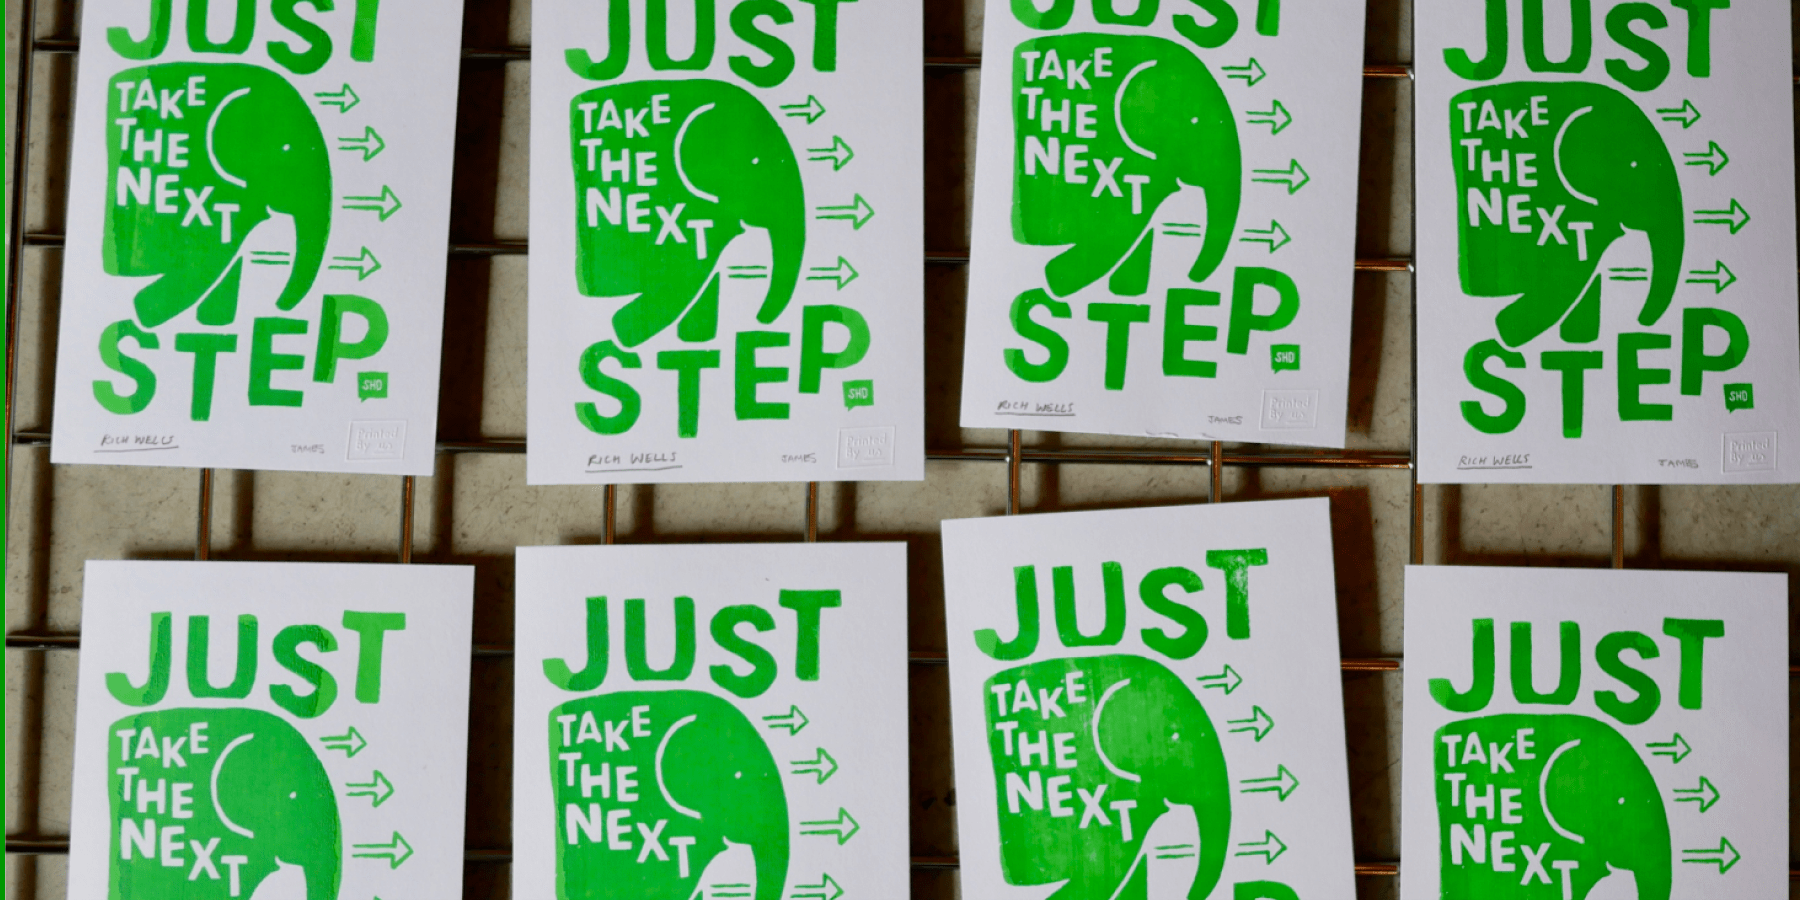 JUST
TAKE
THE
NEXT
STEP
SHD
RICH WELLS
JAMES
Printed
By us
JUST
TAKE
THE
NEXT
STEP
SHD
RICH WELLS
JAMES
Printed
By us
JUST
TAKE
THE
NEXT
STEP
SHD
RICH WELLS
JAMES
Printed
By us
JUST
TAKE
THE
NEXT
STEP
SHD
RICH WELLS
JAMES
Printed
By us
JUST
TAKE
THE
NEXT
JUST
TAKE
THE
NEXT
JUST
TAKE
THE
NEXT
JUST
TAKE
THE
NEXT